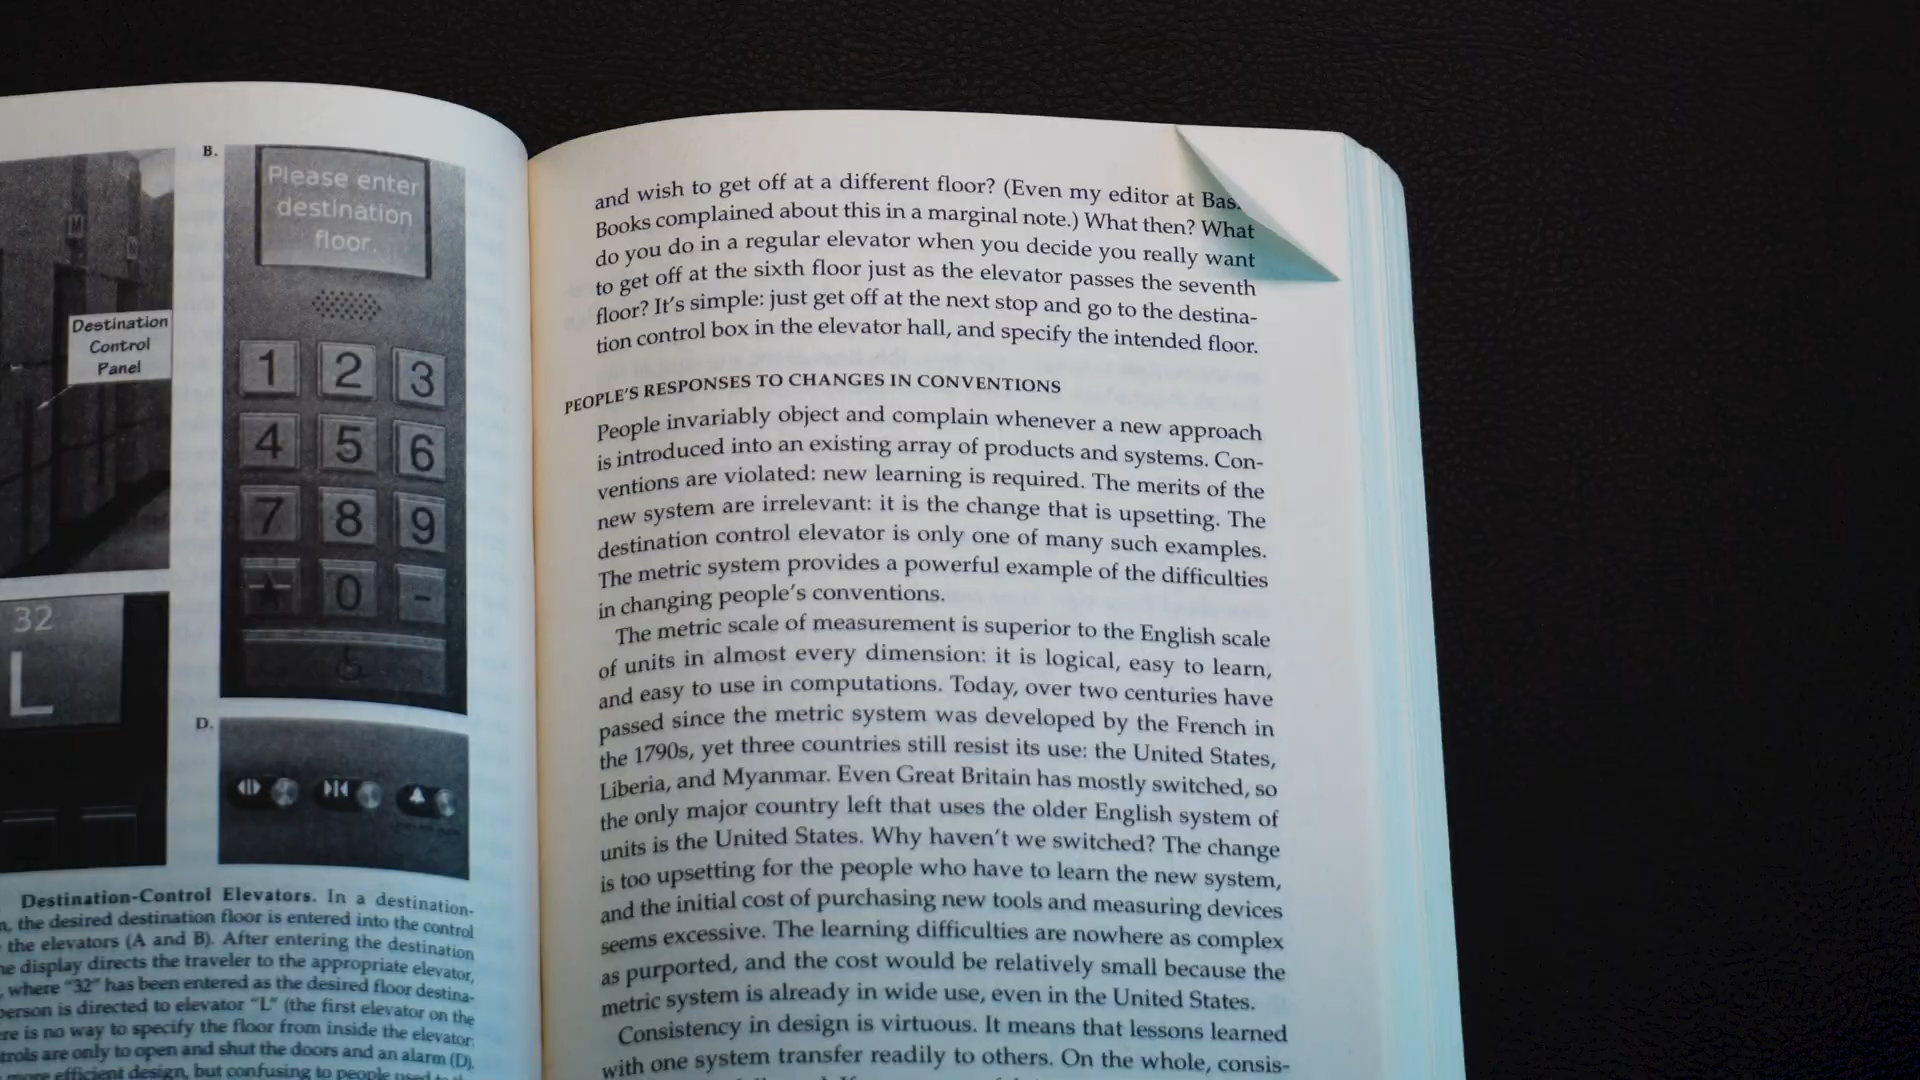 B.
Please enter
destination
floor.
Destination
Control
Panel
1 2 3
4 5 6
7 8 9
0 -
32
L
D.
Destination-Control Elevators. In a destination-
the desired destination floor is entered into the control
the elevators (A and B). After entering the destination
display directs the traveler to the appropriate elevator,
where "32" has been entered as the desired floor destina-
person is directed to elevator "L" (the first elevator on the
is no way to specify the floor from inside the elevator:
are only to open and shut the doors and an alarm (D).
more efficient design, but confusing to people used
and wish to get off at a different floor? (Even my editor at
Books complained about this in a marginal note.) What then? What
do you do in a regular elevator when you decide you really want
to get off at the sixth floor just as the elevator passes the seventh
floor? It's simple: just get off at the next stop and go to the destina-
tion control box in the elevator hall, and specify the intended floor.
PEOPLE'S RESPONSES TO CHANGES IN CONVENTIONS
People invariably object and complain whenever a new approach
is introduced into an existing array of products and systems. Con-
ventions are violated: new learning is required. The merits of the
new system are irrelevant: it is the change that is upsetting. The
destination control elevator is only one of many such examples.
The metric system provides a powerful example of the difficulties
in changing people's conventions.
The metric scale of measurement is superior to the English scale
of units in almost every dimension: it is logical, easy to learn,
and easy to use in computations. Today, over two centuries have
passed since the metric system was developed by the French in
the 1790s, yet three countries still resist its use: the United States,
Liberia, and Myanmar. Even Great Britain has mostly switched, so
the only major country left that uses the older English system of
units is the United States. Why haven't we switched? The change
is too upsetting for the people who have to learn the new system,
and the initial cost of purchasing new tools and measuring devices
seems excessive. The learning difficulties are nowhere as complex
as purported, and the cost would be relatively small because the
metric system is already in wide use, even in the United States.
Consistency in design is virtuous. It means that lessons learned
with one system transfer readily to others. On the whole, consis-